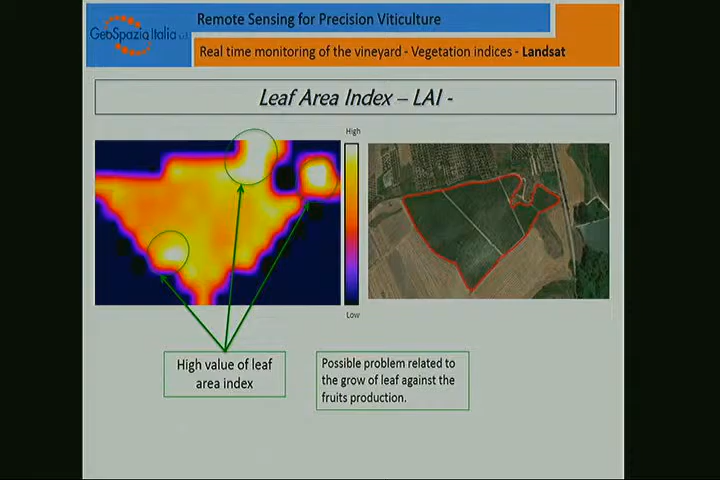 GeoSpazia Italia
Remote Sensing for Precision Viticulture
Real time monitoring of the vineyard - Vegetation indices - Landsat
Leaf Area Index – LAI -
High
Low
High value of leaf
area index
Possible problem related to
the grow of leaf against the
fruits production.